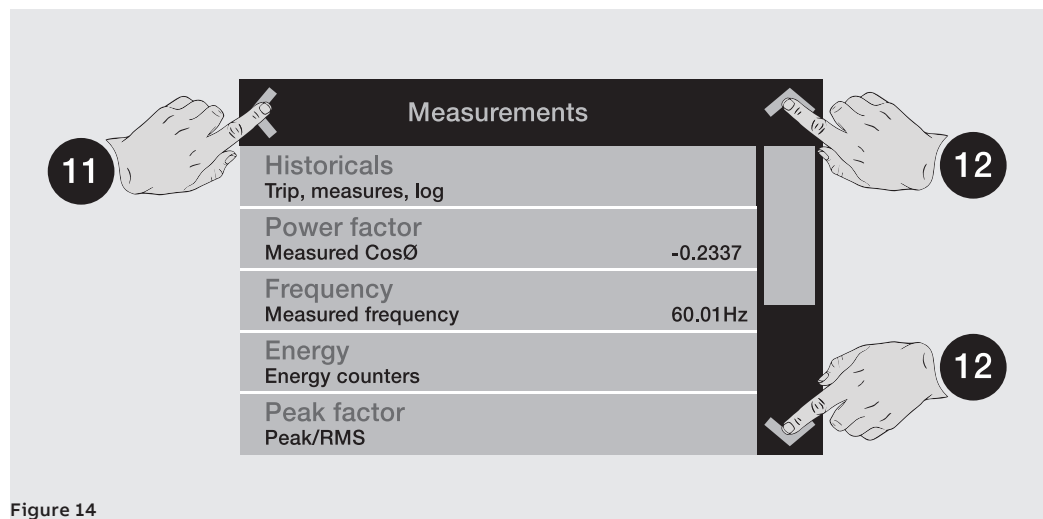 Measurements
11
12
Historicals
Trip, measures, log
Power factor
Measured CosØ -0.2337
Frequency
Measured frequency 60.01Hz
Energy
Energy counters
12
Peak factor
Peak/RMS
Figure 14